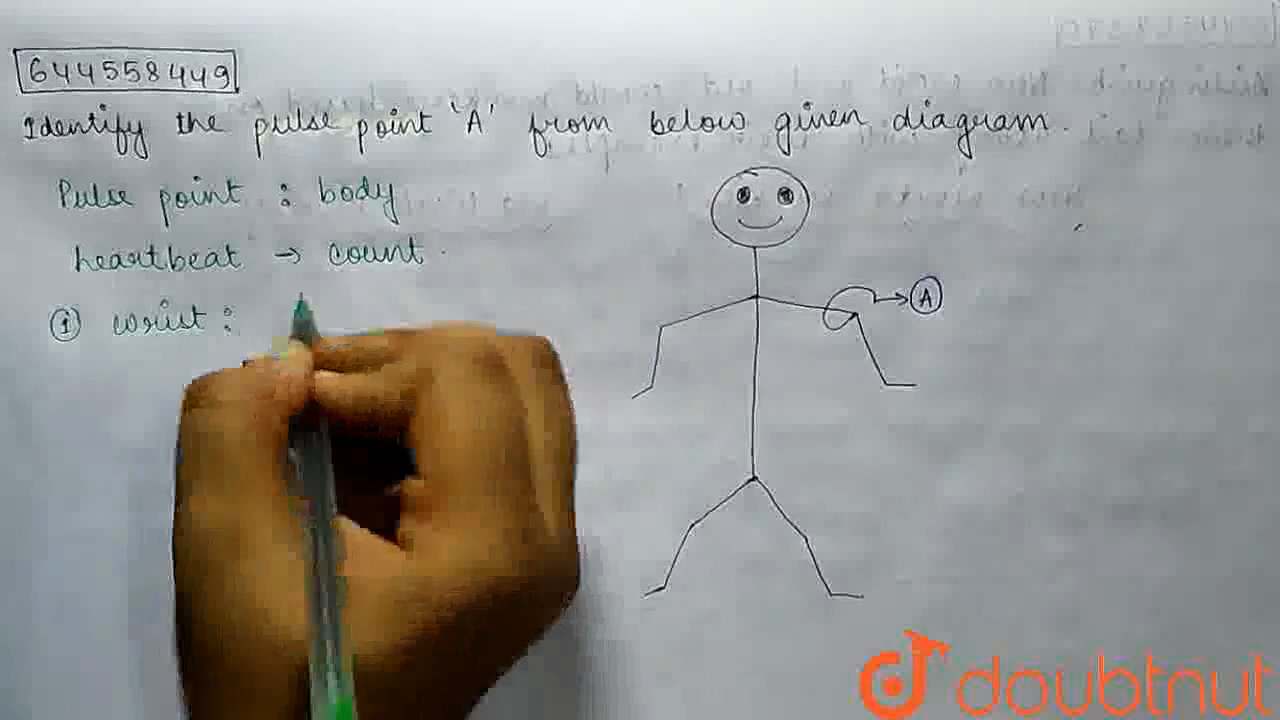 644558449
Identify the pulse point 'A' from below given diagram.
Pulse point : body
heartbeat → count.
① wrist :
A
doubtnut